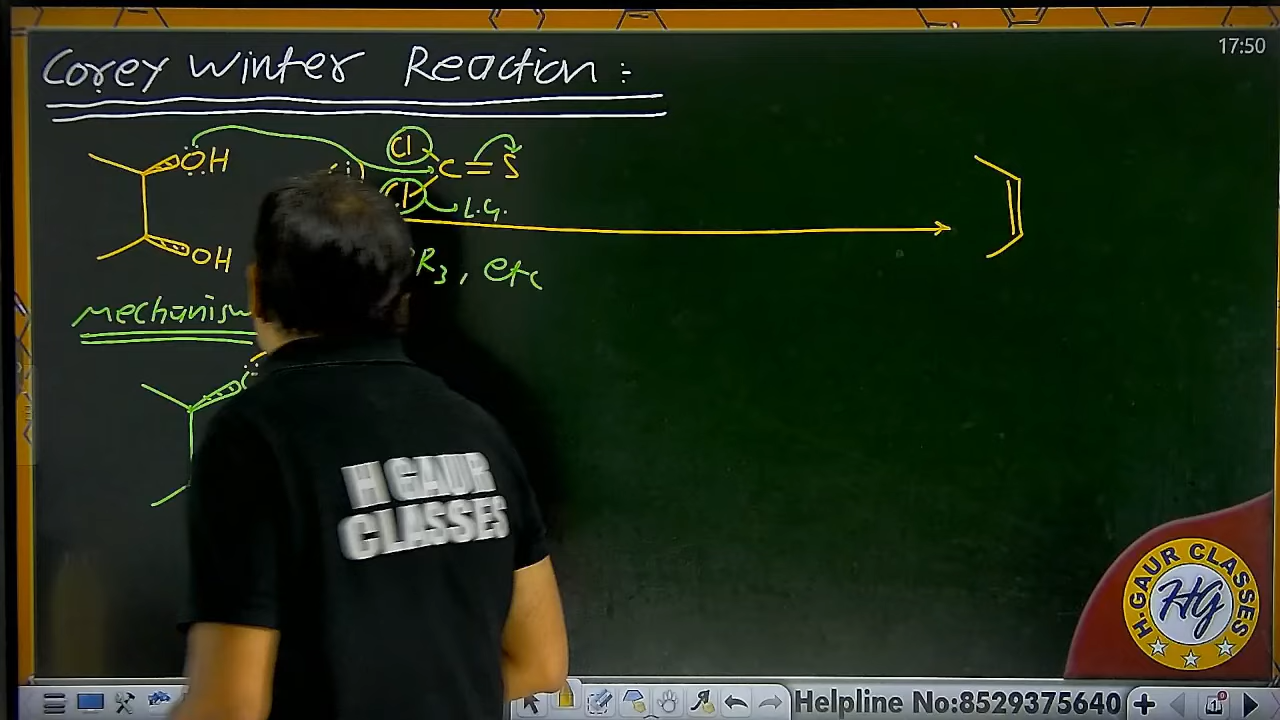 17:50
Corey Winter Reaction :
ÖH
(i)
Cl
C=S
Cl
L.G.
OH
R3, etc
Mechanism
H GAUR
CLASSES
H-GAUR CLASSES
HG
Helpline No:8529375640